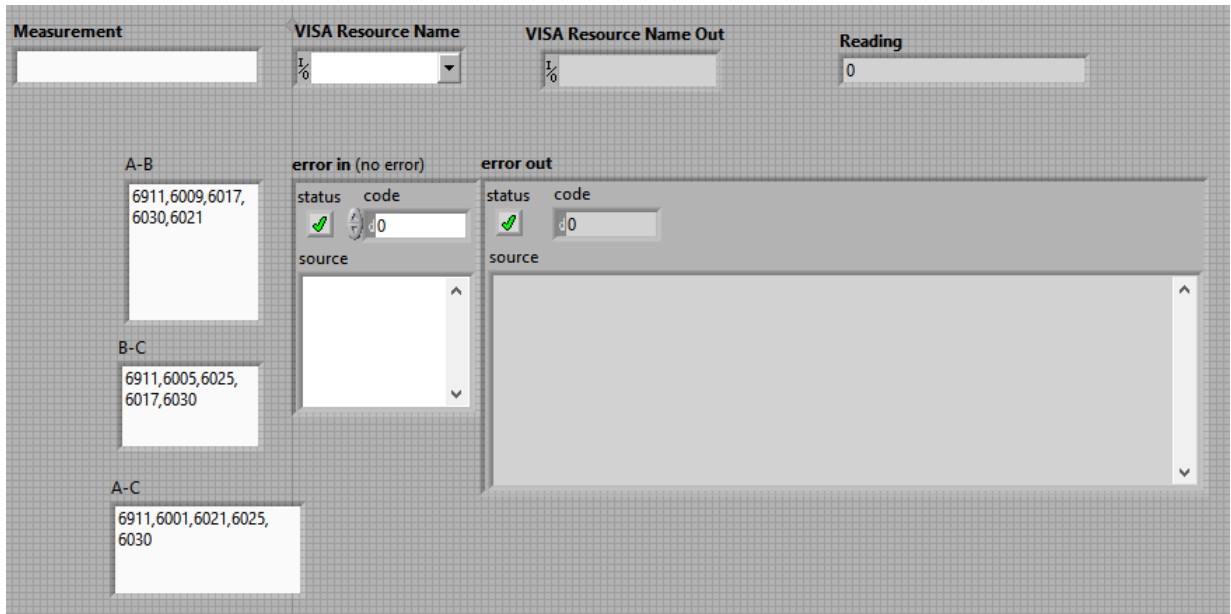 Measurement
VISA Resource Name
VISA Resource Name Out
Reading
0
A-B
6911,6009,6017,
6030,6021
error in (no error)
status code
d 0
source
error out
status code
d 0
source
B-C
6911,6005,6025,
6017,6030
A-C
6911,6001,6021,6025,
6030